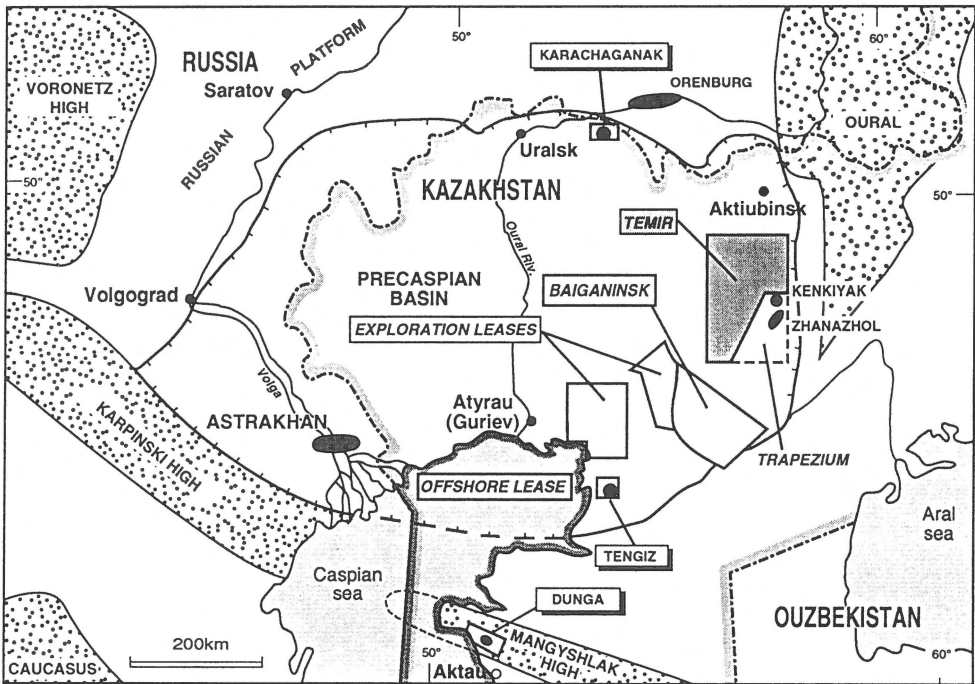 50°
60°
KARACHAGANAK
RUSSIA
PLATFORM
ORENBURG
VORONETZ
HIGH
Saratov
OURAL
RUSSIAN
Uralsk
50°
KAZAKHSTAN
50°
Aktiubinsk
TEMIR
Oural Riv.
PRECASPIAN
BASIN
BAIGANINSK
KENKIYAK
Volgograd
EXPLORATION LEASES
ZHANAZHOL
Volga
Atyrau
(Guriev)
ASTRAKHAN
KARPINSKI HIGH
TRAPEZIUM
OFFSHORE LEASE
Aral
sea
TENGIZ
Caspian
sea
DUNGA
OUZBEKISTAN
200km
MANGYSHLAK
HIGH
CAUCASUS
50°
Aktau
60°